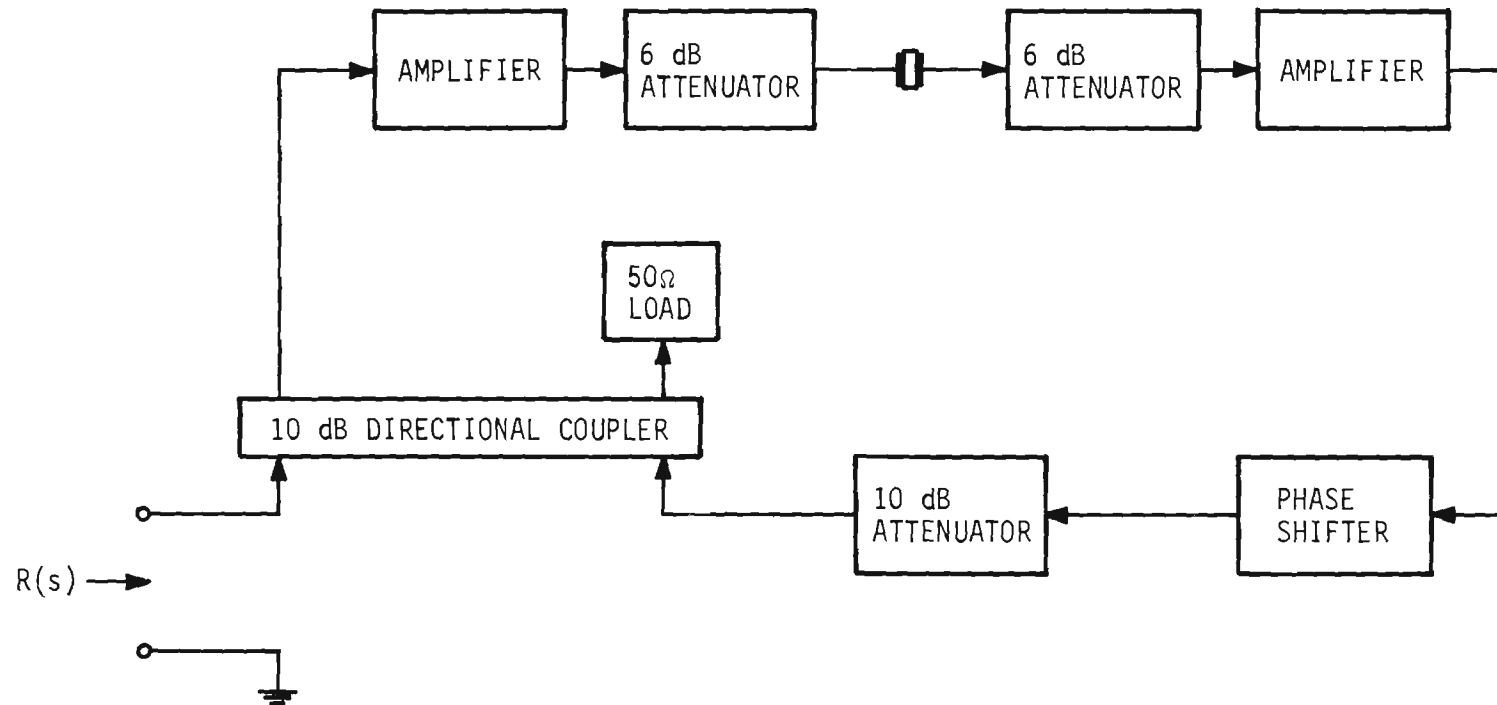 AMPLIFIER
6 dB
ATTENUATOR
6 dB
ATTENUATOR
AMPLIFIER
50Ω
LOAD
10 dB DIRECTIONAL COUPLER
10 dB
ATTENUATOR
PHASE
SHIFTER
R(s)